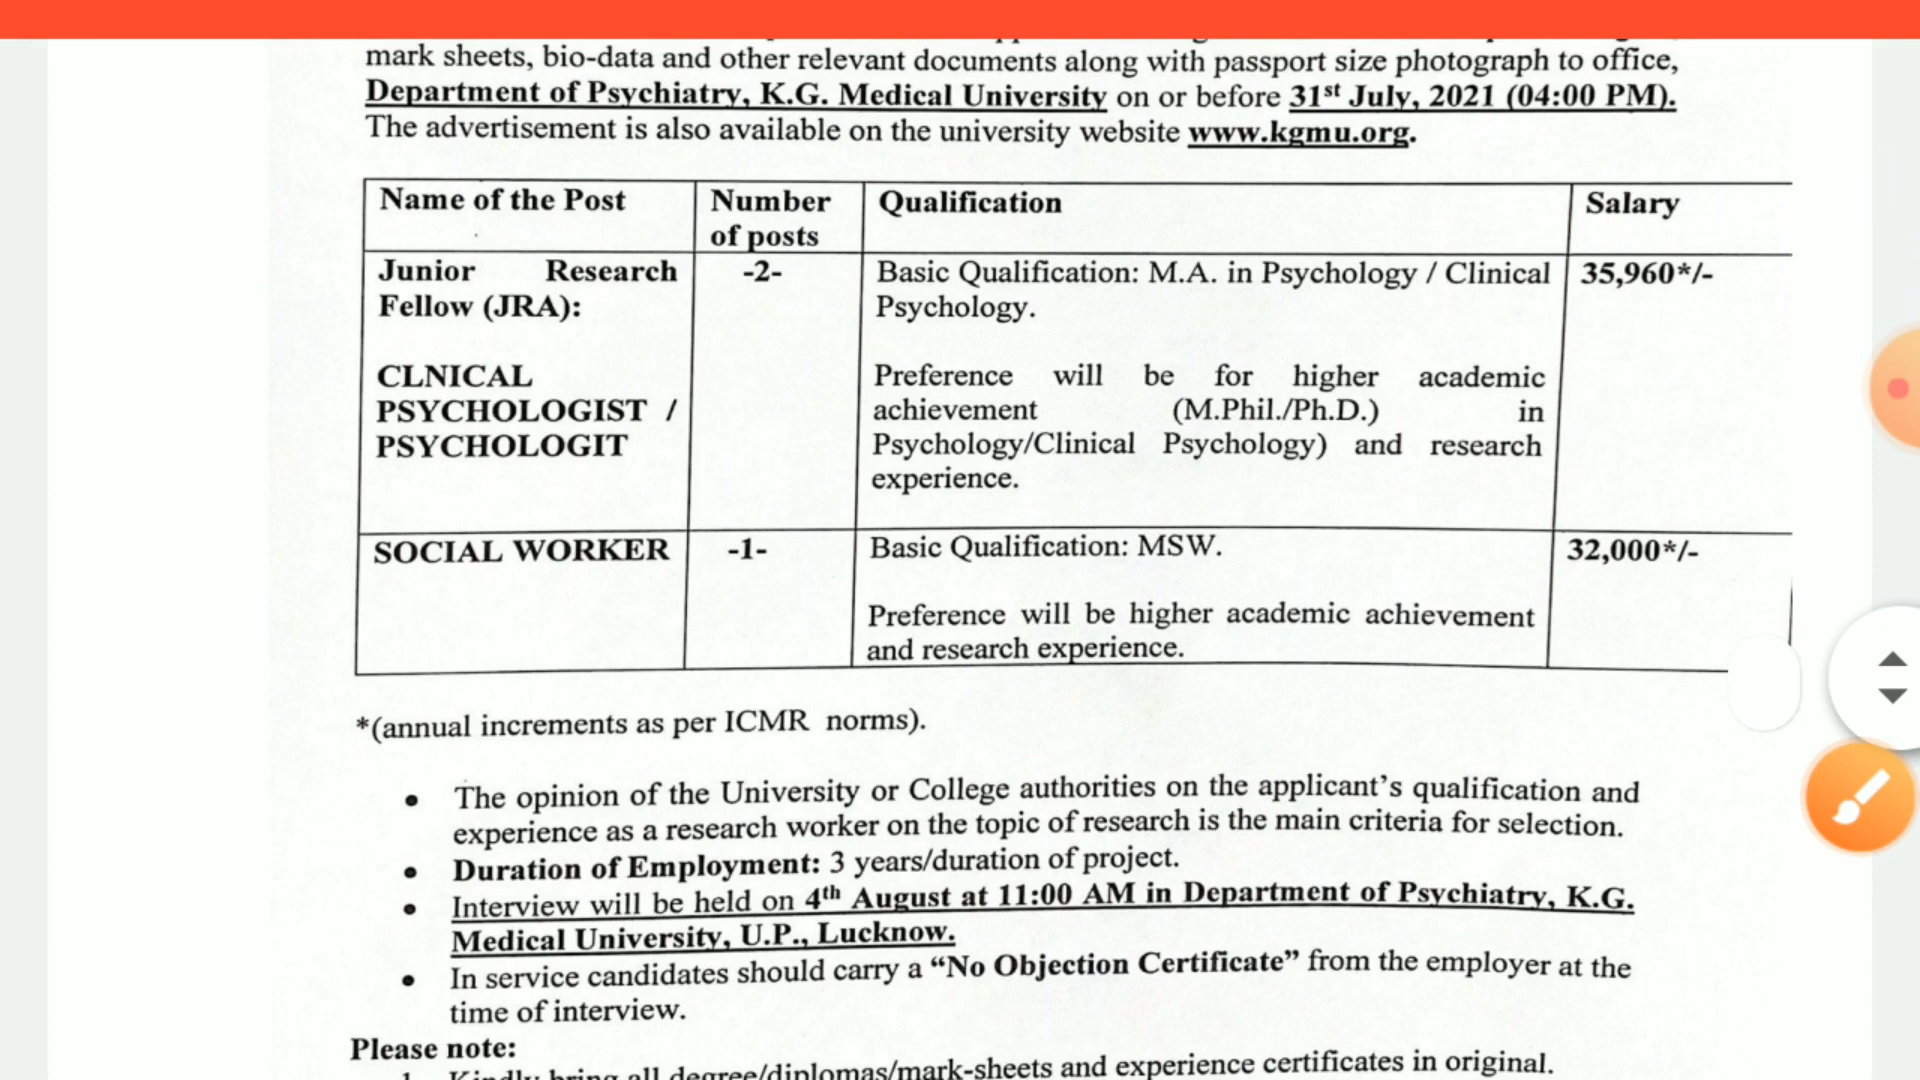 mark sheets, bio-data and other relevant documents along with passport size photograph to office,
Department of Psychiatry, K.G. Medical University on or before 31st July, 2021 (04:00 PM).
The advertisement is also available on the university website www.kgmu.org.
Name of the Post
Number
of posts
Qualification
Salary
Junior Research
Fellow (JRA):
CLNICAL
PSYCHOLOGIST /
PSYCHOLOGIT
-2-
Basic Qualification: M.A. in Psychology / Clinical
Psychology.
Preference will be for higher academic
achievement (M.Phil./Ph.D.) in
Psychology/Clinical Psychology) and research
experience.
35,960*/-
SOCIAL WORKER
-1-
Basic Qualification: MSW.
Preference will be higher academic achievement
and research experience.
32,000*/-
*(annual increments as per ICMR norms).
• The opinion of the University or College authorities on the applicant's qualification and
experience as a research worker on the topic of research is the main criteria for selection.
• Duration of Employment: 3 years/duration of project.
• Interview will be held on 4th August at 11:00 AM in Department of Psychiatry, K.G.
Medical University, U.P., Lucknow.
• In service candidates should carry a “No Objection Certificate” from the employer at the
time of interview.
Please note:
1. Kindly bring all degree/diplomas/mark-sheets and experience certificates in original.